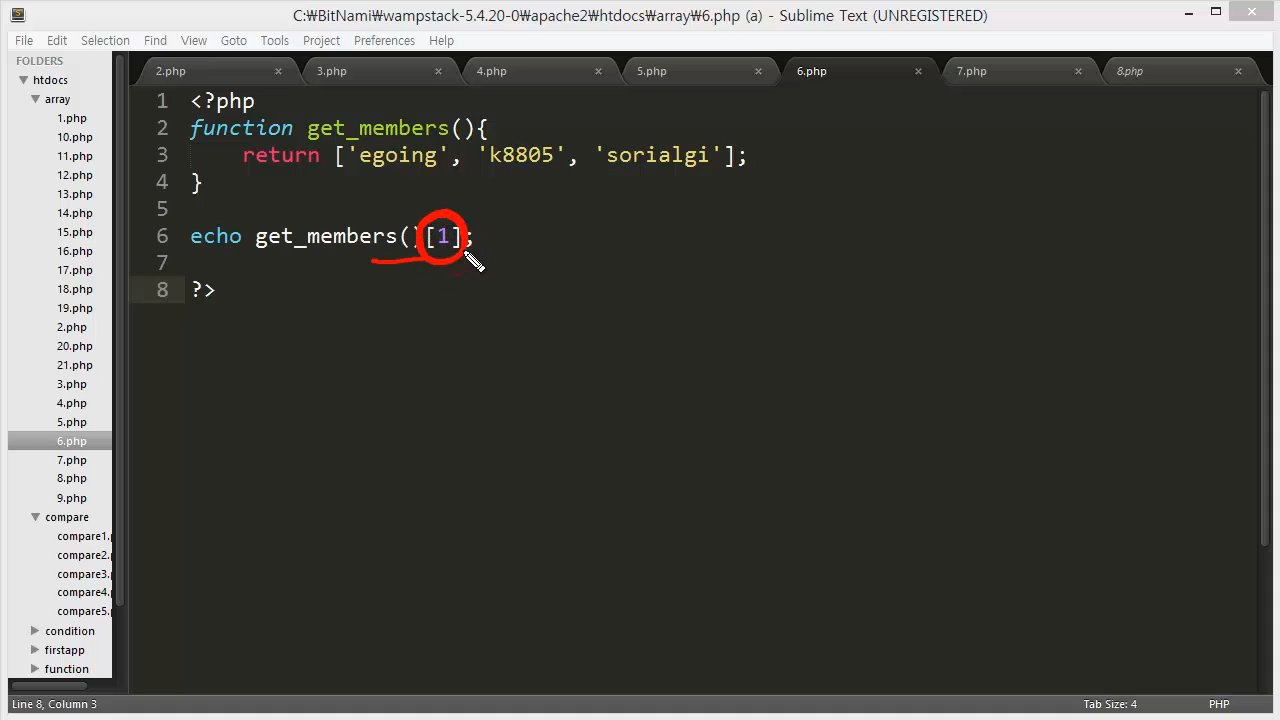 C:₩BitNami₩wampstack-5.4.20-0₩apache2₩htdocs₩array₩6.php (a) - Sublime Text (UNREGISTERED)
File Edit Selection Find View Goto Tools Project Preferences Help
FOLDERS
htdocs
array
1.php
10.php
11.php
12.php
13.php
14.php
15.php
16.php
17.php
18.php
19.php
2.php
20.php
21.php
3.php
4.php
5.php
6.php
7.php
8.php
9.php
compare
compare1.p
compare2.
compare3.
compare4.
compare5.
condition
firstapp
function
2.php 3.php 4.php 5.php 6.php 7.php 8.php
1 <?php
2 function get_members(){
3 return ['egoing', 'k8805', 'sorialgi'];
4 }
5
6 echo get_members()[1];
7
8 ?>
Line 8, Column 3 Tab Size: 4 PHP